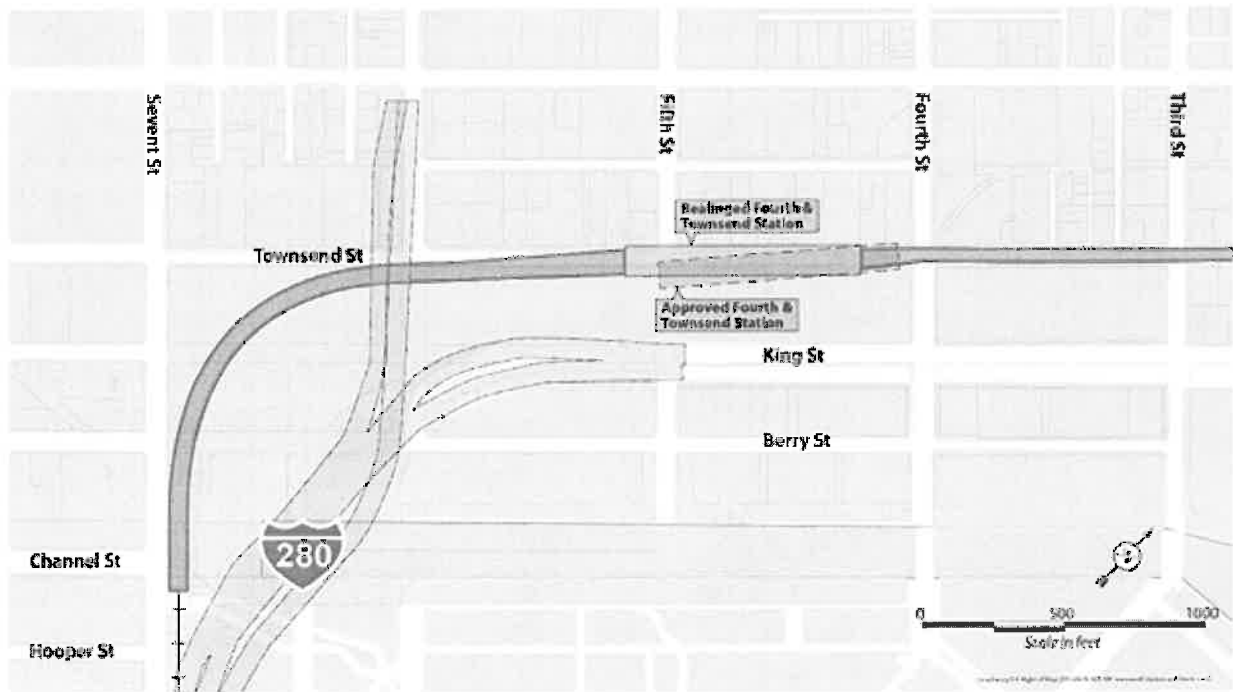 Sevent St
Fifth St
Fourth St
Third St
Realinged Fourth &
Townsend Station
Townsend St
Approved Fourth &
Townsend Station
King St
Berry St
280
Channel St
Hooper St
0 500 1000
Scale in feet